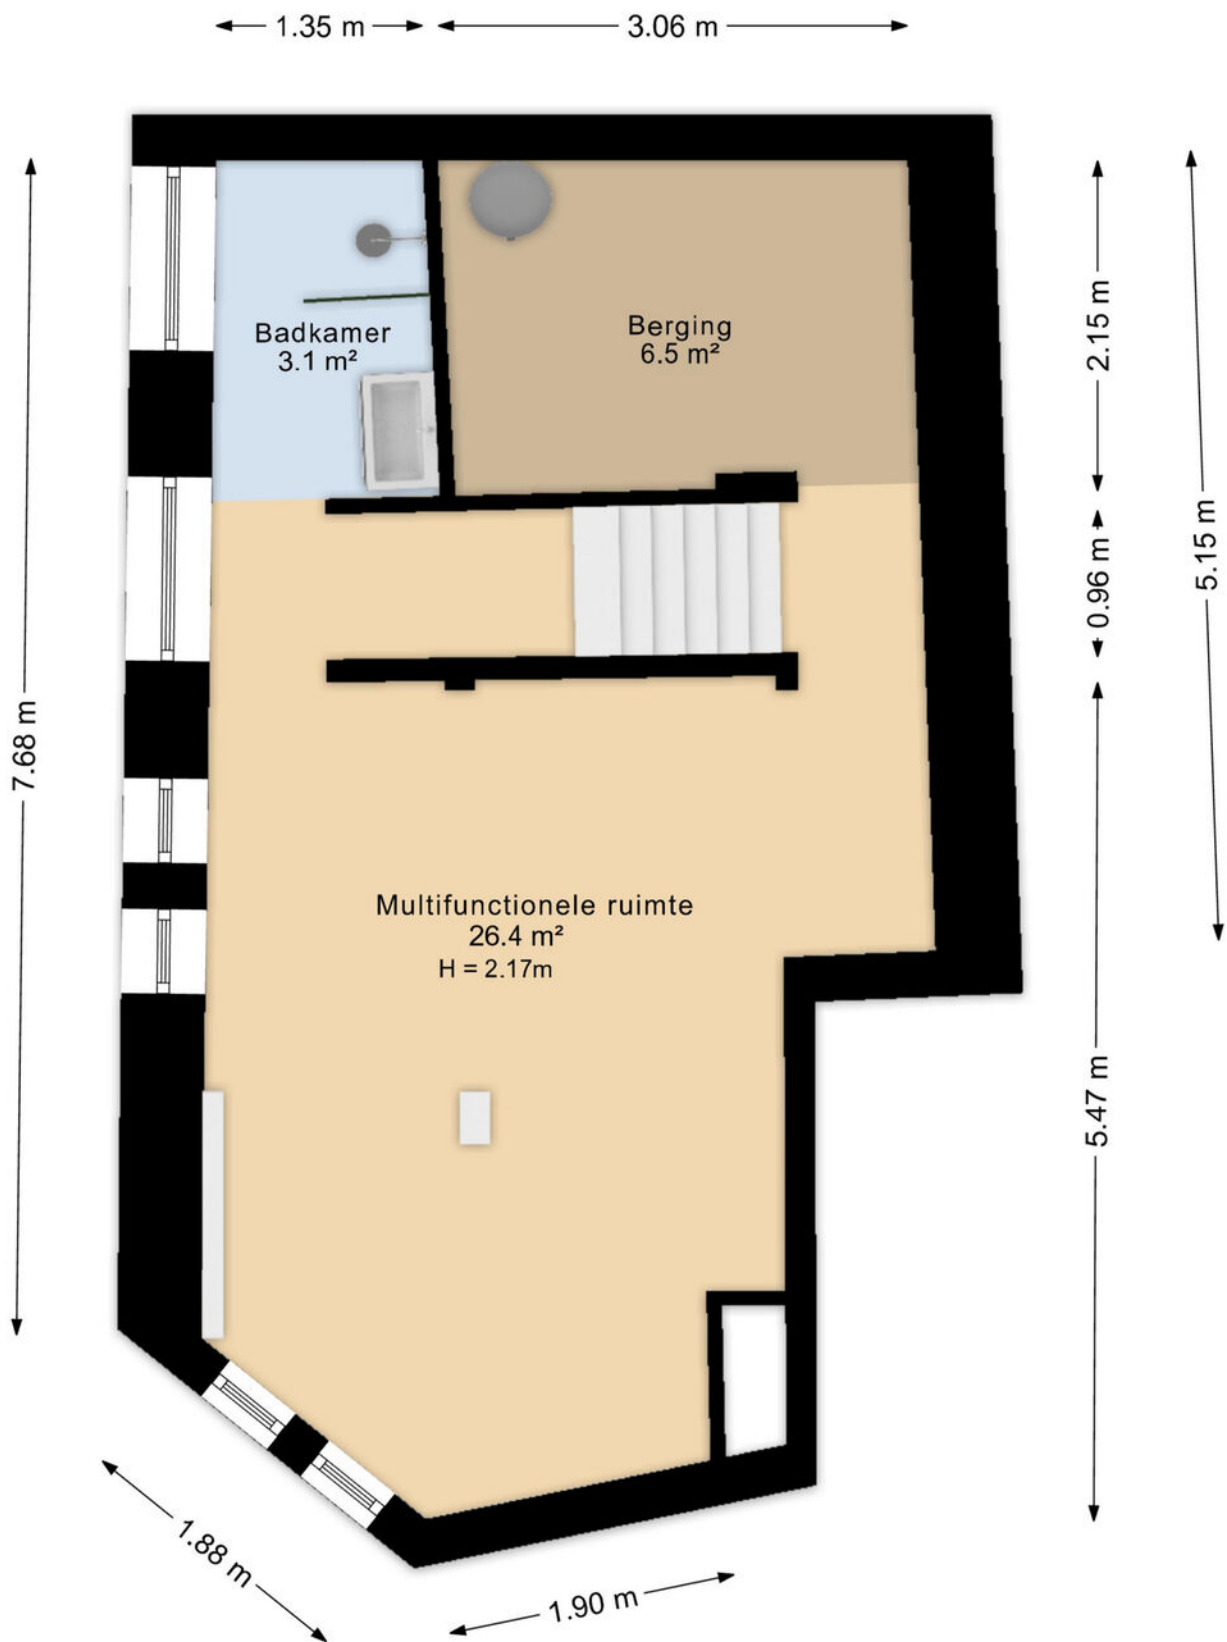 1.35 m
3.06 m
Badkamer
3.1 m²
Berging
6.5 m²
2.15 m
0.96 m
5.15 m
7.68 m
Multifunctionele ruimte
26.4 m²
H = 2.17m
5.47 m
1.88 m
1.90 m